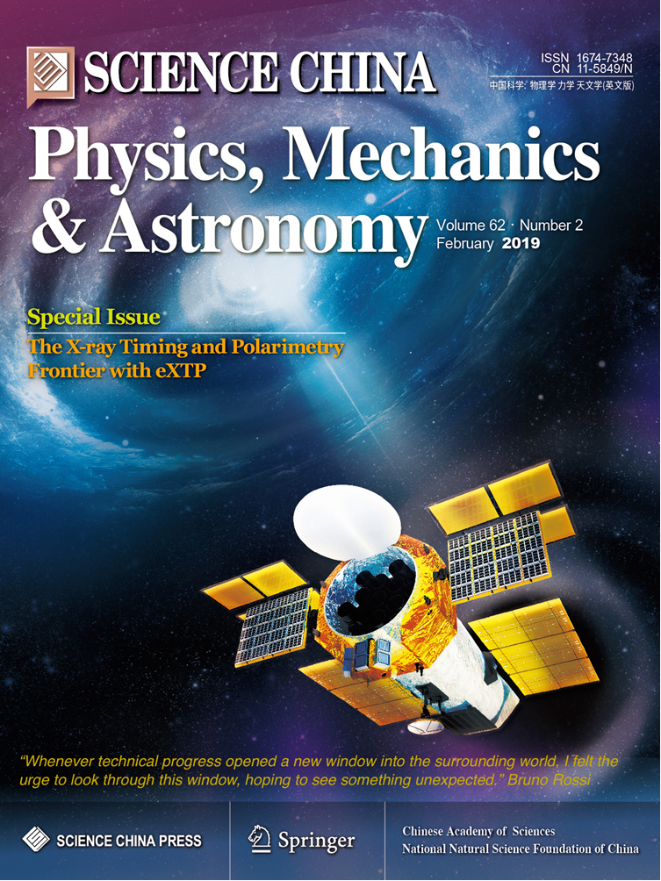 SCIENCE CHINA
ISSN 1674-7348
CN 11-5849/N
中国科学: 物理学 力学 天文学(英文版)
Physics, Mechanics
& Astronomy
Volume 62 · Number 2
February 2019
Special Issue
The X-ray Timing and Polarimetry
Frontier with eXTP
“Whenever technical progress opened a new window into the surrounding world, I felt the
urge to look through this window, hoping to see something unexpected.” Bruno Rossi
SCIENCE CHINA PRESS
Springer
Chinese Academy of Sciences
National Natural Science Foundation of China